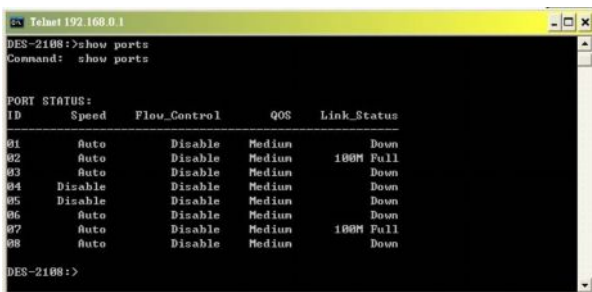 Telnet 192.168.0.1
DES-2108:>show ports
Command: show ports
PORT STATUS:
ID Speed Flow_Control QOS Link_Status
01 Auto Disable Medium Down
02 Auto Disable Medium 100M Full
03 Auto Disable Medium Down
04 Disable Disable Medium Down
05 Disable Disable Medium Down
06 Auto Disable Medium Down
07 Auto Disable Medium 100M Full
08 Auto Disable Medium Down
DES-2108:>